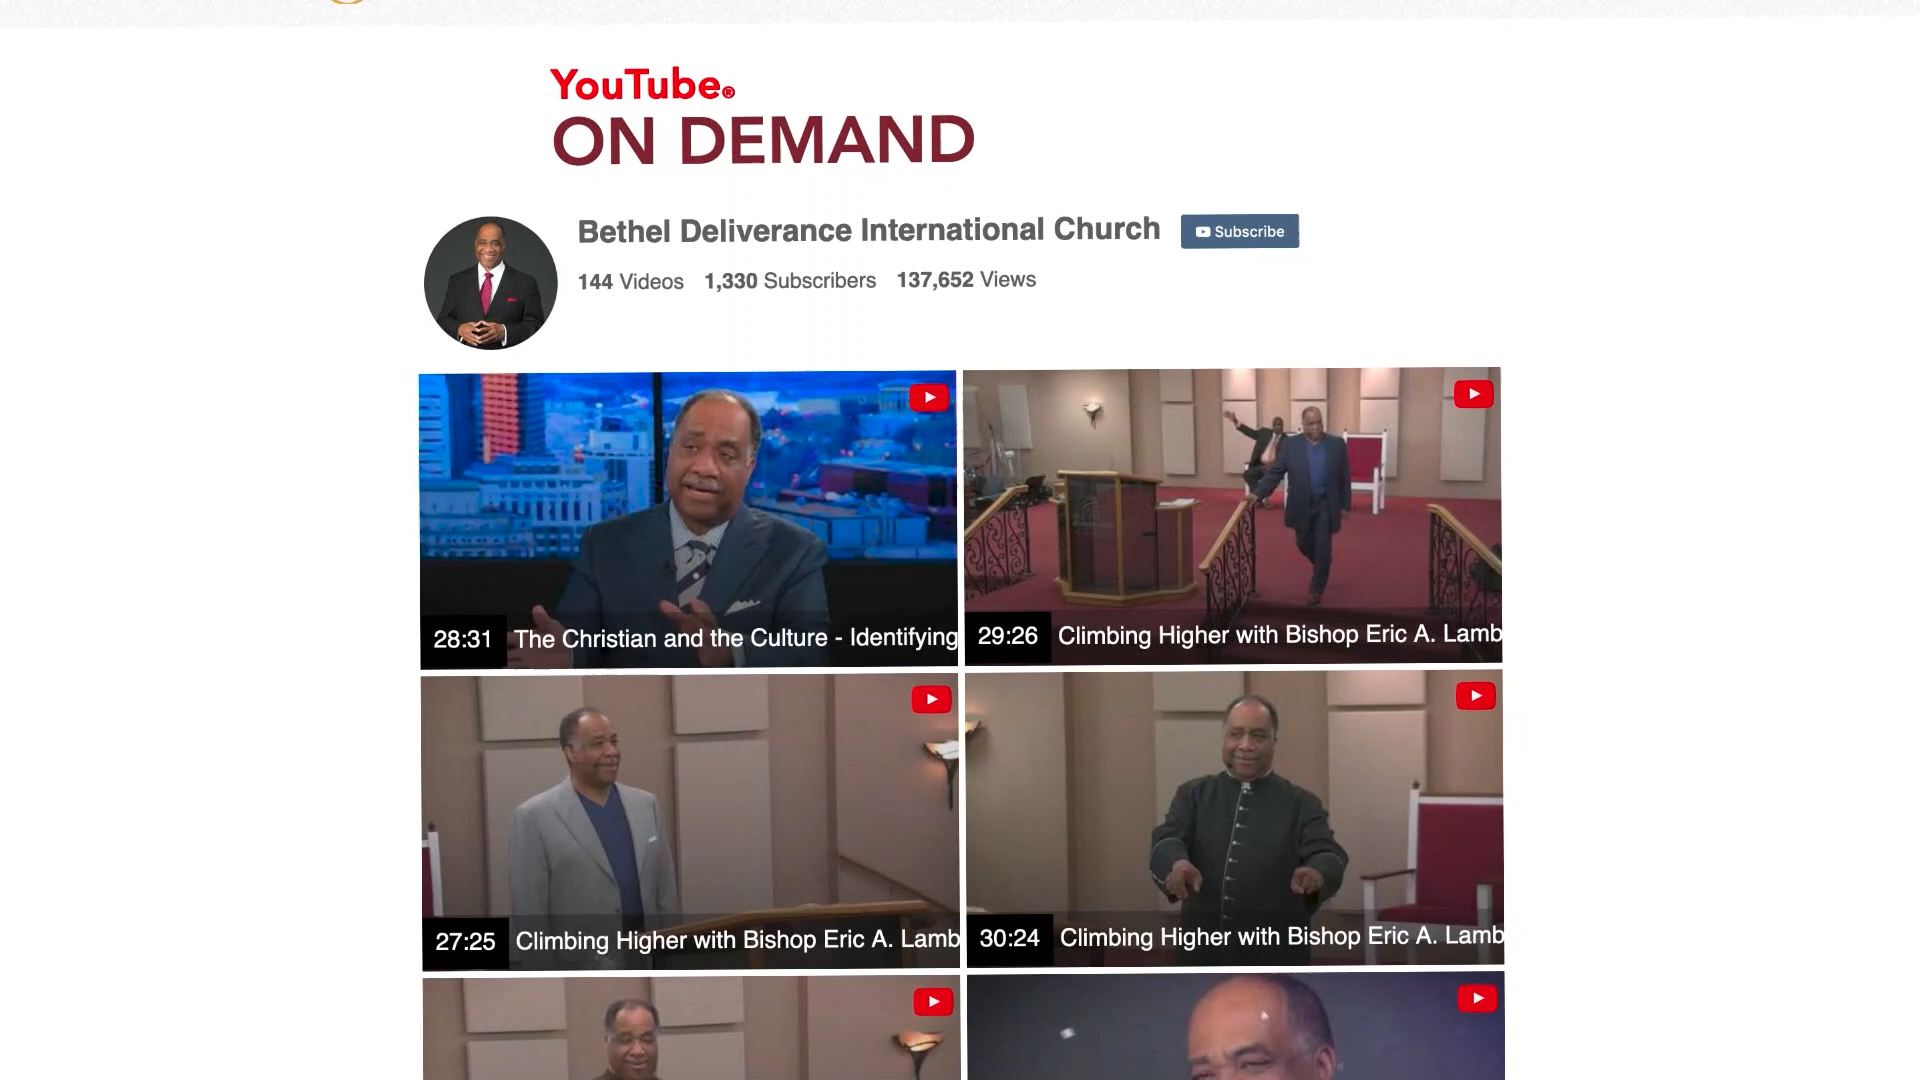 YouTube®
ON DEMAND
Bethel Deliverance International Church
Subscribe
144 Videos 1,330 Subscribers 137,652 Views
28:31 The Christian and the Culture - Identifying
29:26 Climbing Higher with Bishop Eric A. Lamb
27:25 Climbing Higher with Bishop Eric A. Lamb
30:24 Climbing Higher with Bishop Eric A. Lamb